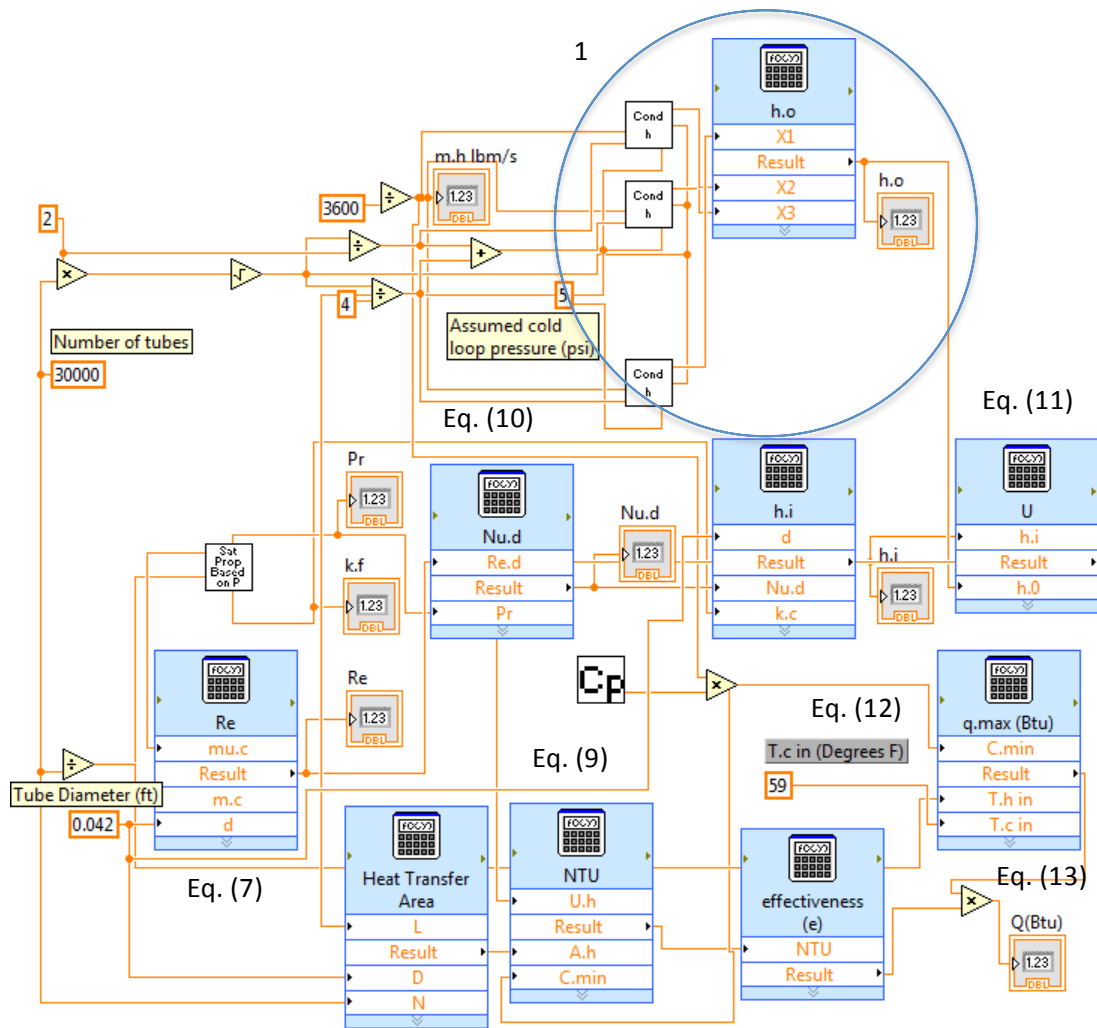 1
f(x,y)
h.o
X1
Result
X2
X3
Cond
h
m.h lbm/s
1.23
DBL
3600
÷
Cond
h
h.o
1.23
DBL
2
÷
+
×
√
÷
4
5
Assumed cold
loop pressure (psi)
Number of tubes
30000
Cond
h
Eq. (10)
Eq. (11)
Pr
1.23
DBL
Nu.d
Re.d
Result
Pr
Nu.d
1.23
DBL
h.i
d
Result
Nu.d
k.c
h.i
1.23
DBL
U
h.i
Result
h.0
Sat
Prop
Based
on P
k.f
1.23
DBL
Re
1.23
DBL
Re
mu.c
Result
m.c
d
÷
Tube Diameter (ft)
0.042
Cp
×
Eq. (12)
Eq. (9)
T.c in (Degrees F)
59
q.max (Btu)
C.min
Result
T.h in
T.c in
Eq. (7)
Heat Transfer
Area
L
Result
D
N
NTU
U.h
Result
A.h
C.min
effectiveness
(e)
NTU
Result
Eq. (13)
×
Q(Btu)
1.23
DBL